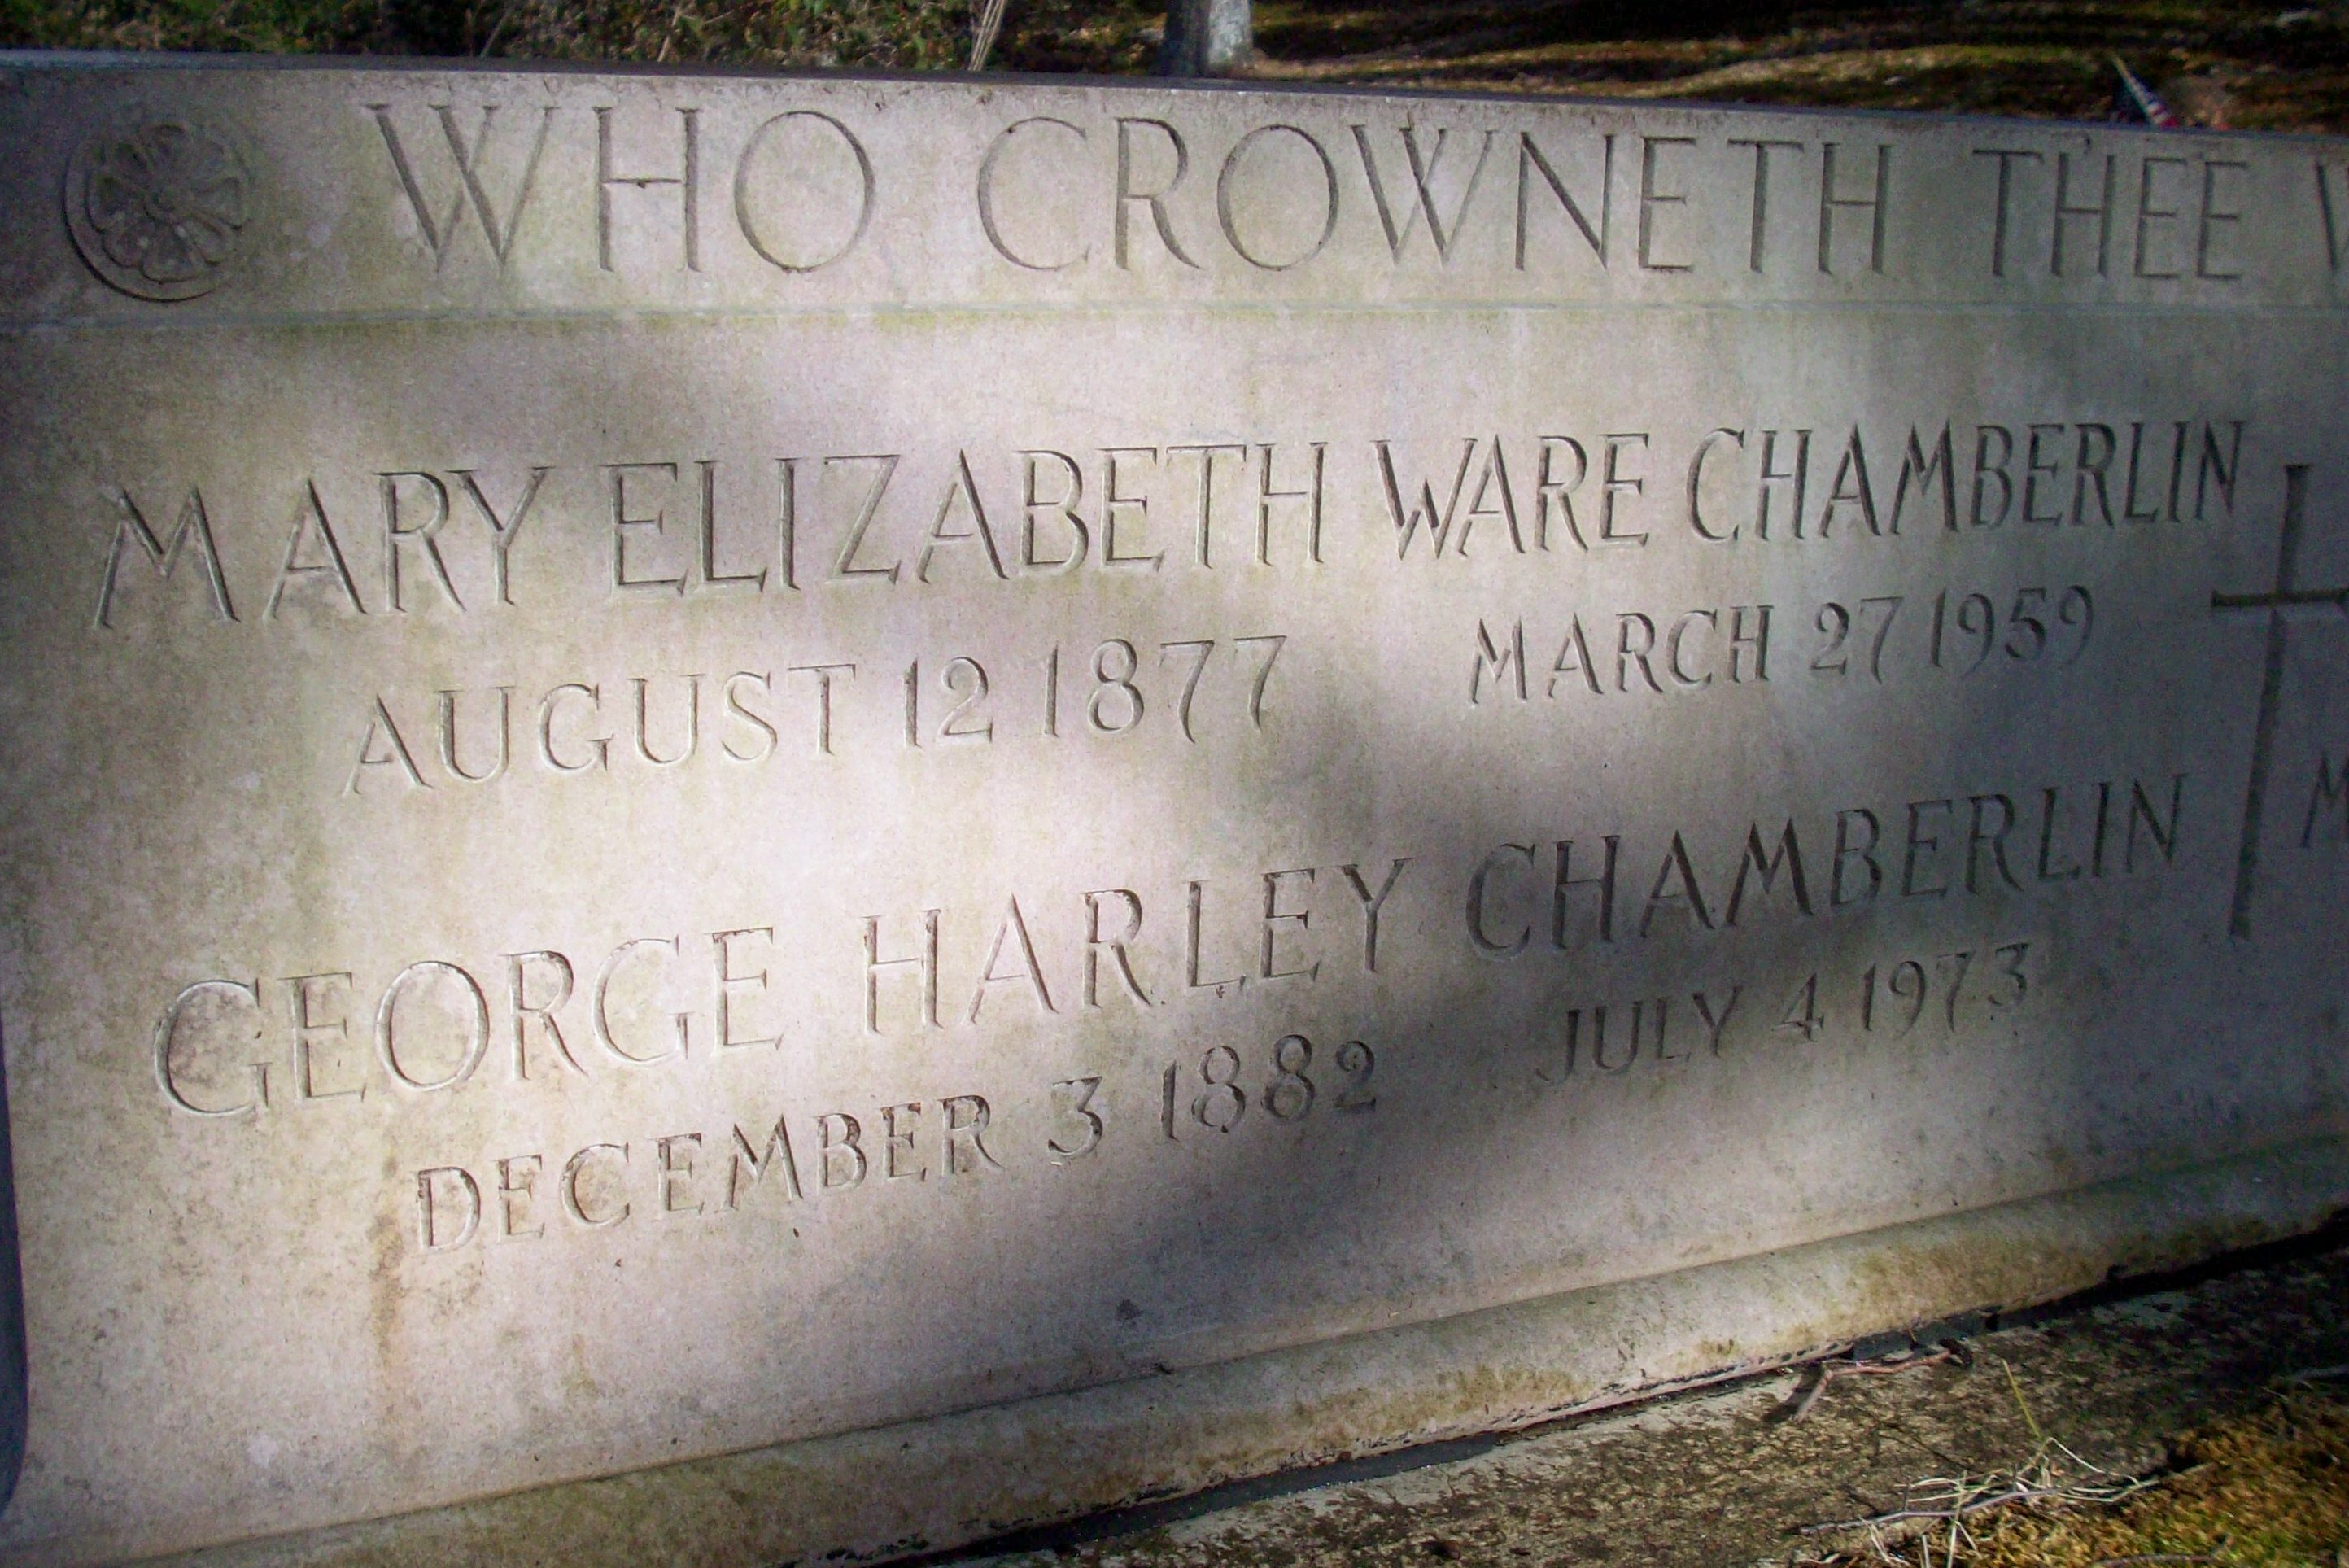 WHO CROWNETH THEE
MARY ELIZABETH WARE CHAMBERLIN
AUGUST 12 1877 MARCH 27 1959
GEORGE HARLEY CHAMBERLIN
DECEMBER 3 1882 JULY 4 1973